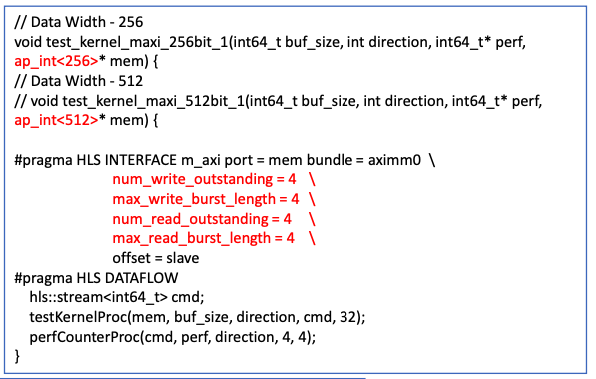 // Data Width - 256
void test_kernel_maxi_256bit_1(int64_t buf_size, int direction, int64_t* perf,
ap_int<256>* mem) {
// Data Width - 512
// void test_kernel_maxi_512bit_1(int64_t buf_size, int direction, int64_t* perf,
ap_int<512>* mem) {
#pragma HLS INTERFACE m_axi port = mem bundle = aximm0 \
num_write_outstanding = 4 \
max_write_burst_length = 4 \
num_read_outstanding = 4 \
max_read_burst_length = 4 \
offset = slave
#pragma HLS DATAFLOW
hls::stream<int64_t> cmd;
testKernelProc(mem, buf_size, direction, cmd, 32);
perfCounterProc(cmd, perf, direction, 4, 4);
}